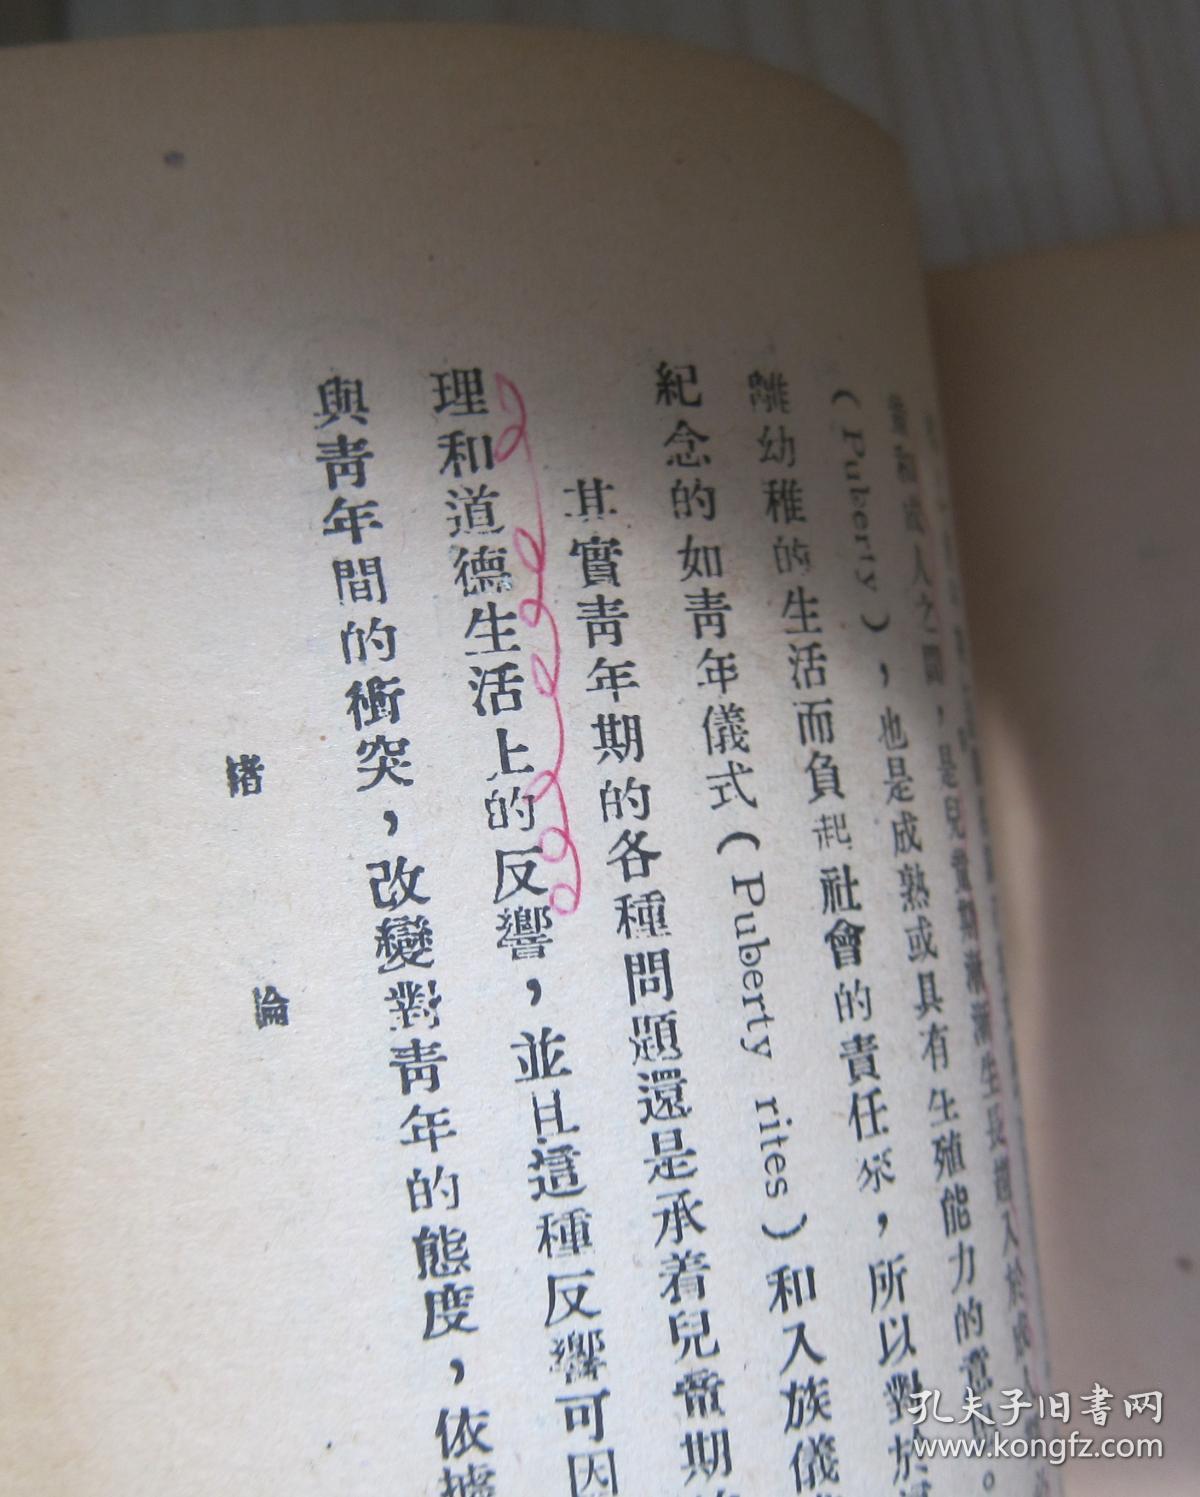 童和成人之間，是兒童期漸漸生長趨入於成人
（Puberty），也是成熟或具有生殖能力的意
離幼稚的生活而負起社會的責任來，所以對於
紀念的如靑年儀式（Puberty rites）和入族儀
其實靑年期的各種問題還是承着兒童期
理和道德生活上的反響，並且這種反響可因
與靑年間的衝突，改變對靑年的態度，依據
緒論
孔夫子旧书网
www.kongfz.com